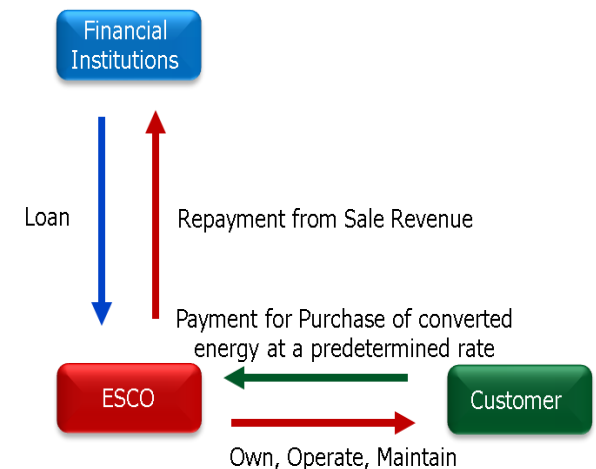 Financial
Institutions
Loan
Repayment from Sale Revenue
Payment for Purchase of converted
energy at a predetermined rate
ESCO
Customer
Own, Operate, Maintain